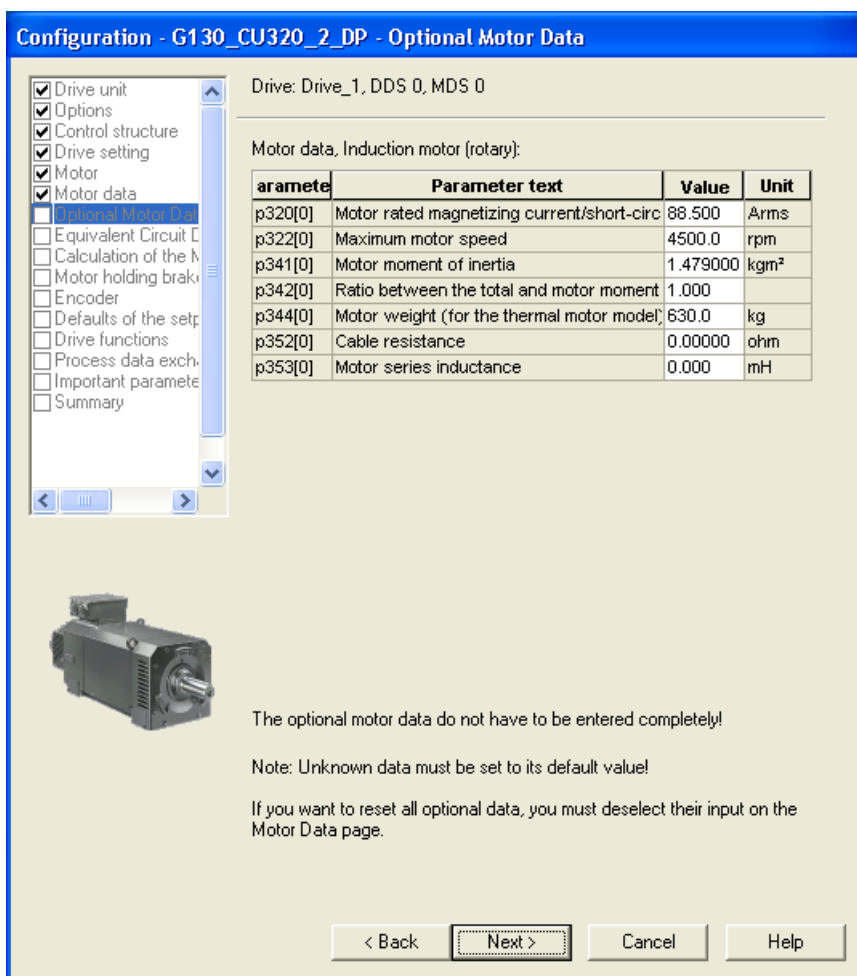 Configuration - G130_CU320_2_DP - Optional Motor Data
Drive unit
Options
Control structure
Drive setting
Motor
Motor data
Optional Motor Dat
Equivalent Circuit D
Calculation of the M
Motor holding brak
Encoder
Defaults of the setp
Drive functions
Process data exch
Important paramete
Summary
Drive: Drive_1, DDS 0, MDS 0
Motor data, Induction motor (rotary):
aramete Parameter text Value Unit
p320[0] Motor rated magnetizing current/short-circ 88.500 Arms
p322[0] Maximum motor speed 4500.0 rpm
p341[0] Motor moment of inertia 1.479000 kgm²
p342[0] Ratio between the total and motor moment 1.000
p344[0] Motor weight (for the thermal motor model) 630.0 kg
p352[0] Cable resistance 0.00000 ohm
p353[0] Motor series inductance 0.000 mH
The optional motor data do not have to be entered completely!
Note: Unknown data must be set to its default value!
If you want to reset all optional data, you must deselect their input on the
Motor Data page.
< Back Next > Cancel Help